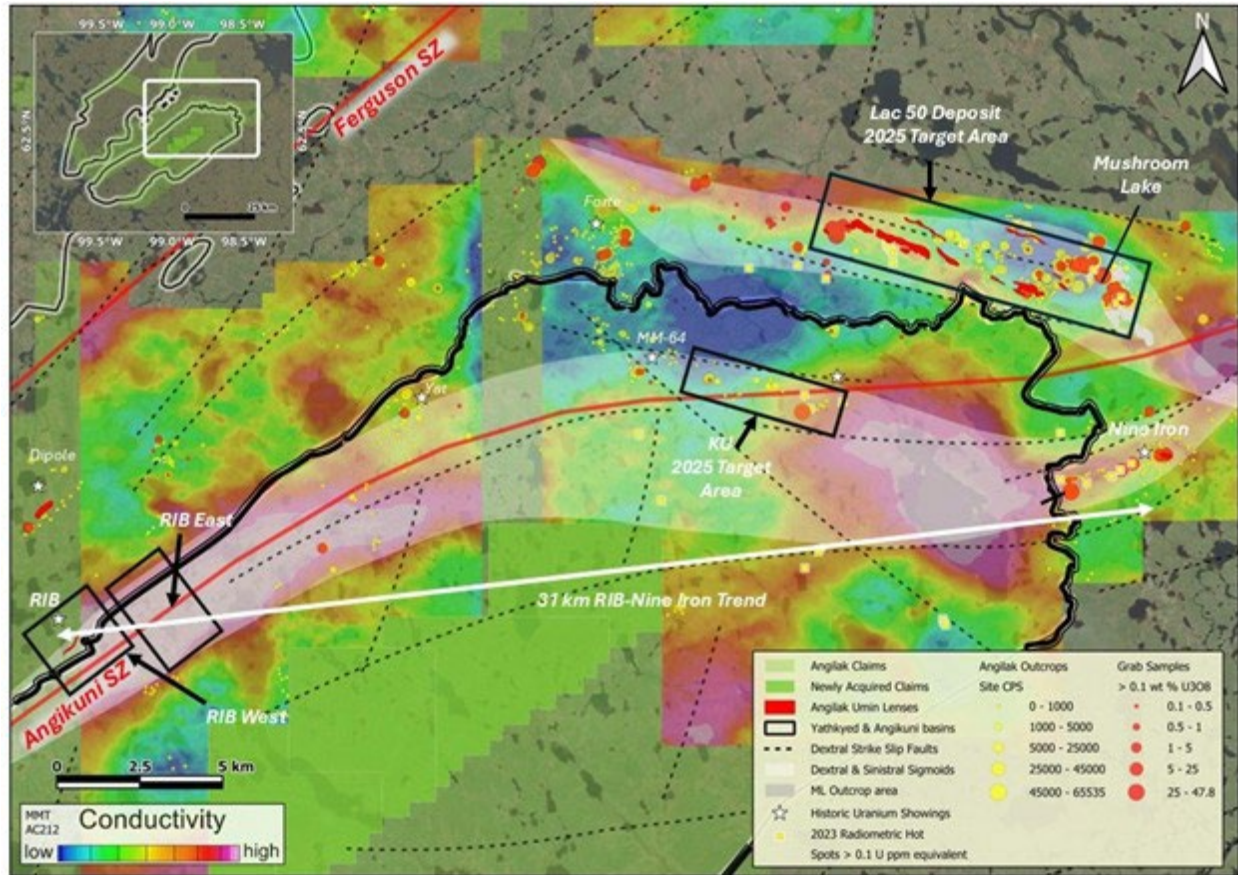 99.5°W 99.0°W 98.5°W
62.5°N
62.5°N
0 25 km
99.5°W 99.0°W 98.5°W
Ferguson SZ
N
Lac 50 Deposit
2025 Target Area
Mushroom
Lake
Forte
MM-64
Yat
KU
2025 Target
Area
Nine Iron
Dipole
RIB East
RIB
31 km RIB-Nine Iron Trend
RIB West
Angikuni SZ
0 2.5 5 km
MMT
AC212
Conductivity
low high
Angilak Claims
Newly Acquired Claims
Angilak Umin Lenses
Yathkyed & Angikuni basins
Dextral Strike Slip Faults
Dextral & Sinistral Sigmoids
ML Outcrop area
Historic Uranium Showings
2023 Radiometric Hot
Spots > 0.1 U ppm equivalent
Angilak Outcrops
Site CPS
0 - 1000
1000 - 5000
5000 - 25000
25000 - 45000
45000 - 65535
Grab Samples
> 0.1 wt % U3O8
0.1 - 0.5
0.5 - 1
1 - 5
5 - 25
25 - 47.8